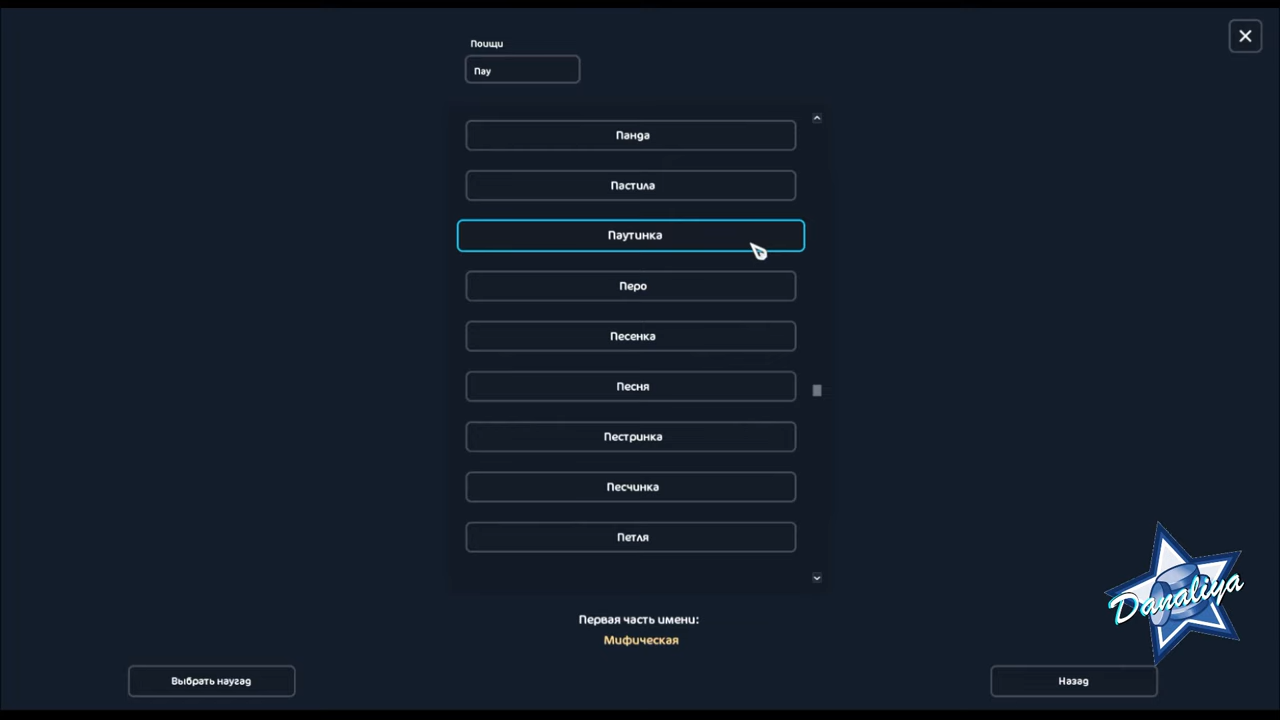 Поищи
Пау
Панда
Пастила
Паутинка
Перо
Песенка
Песня
Пестринка
Песчинка
Петля
Первая часть имени:
Мифическая
Выбрать наугад
Назад
Danaliya